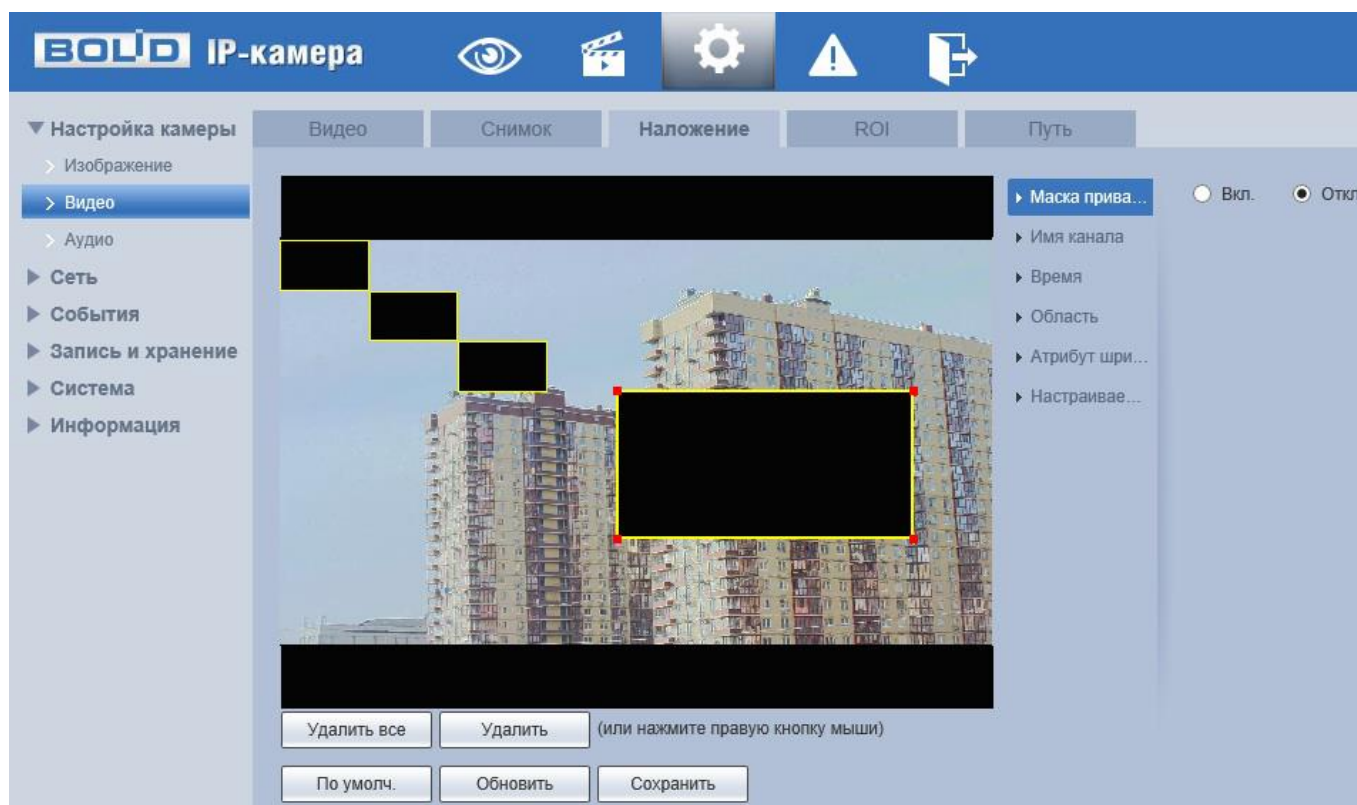 BOLID IP-камера
Настройка камеры
Изображение
Видео
Аудио
Сеть
События
Запись и хранение
Система
Информация
Видео Снимок Наложение ROI Путь
Маска прива...
Имя канала
Время
Область
Атрибут шри...
Настраивае...
Вкл. Откл
Удалить все Удалить (или нажмите правую кнопку мыши)
По умолч. Обновить Сохранить